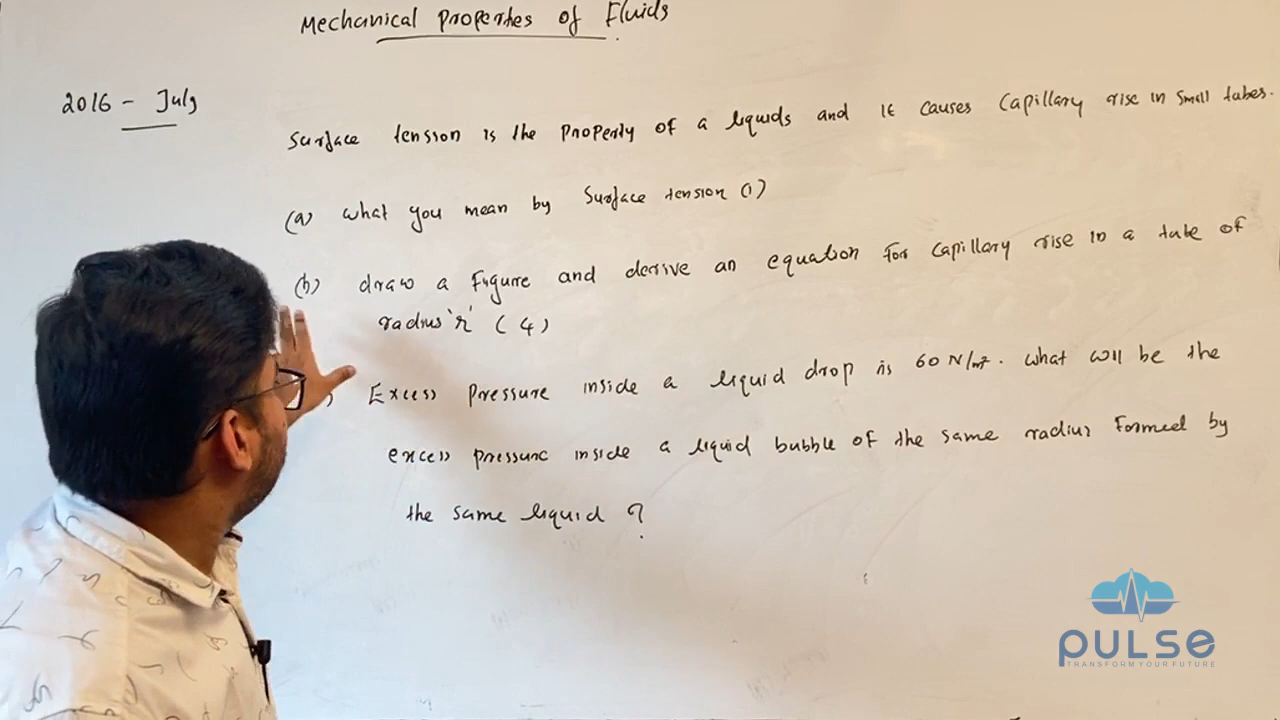 Mechanical Properties of Fluids
2016 - July
Surface tension is the property of a liquids and it causes capillary rise in small tubes.
(a) what you mean by surface tension (1)
(b) draw a figure and derive an equation for capillary rise in a tube of
radius 'r' (4)
Excess pressure inside a liquid drop is 60 N/m². what will be the
excess pressure inside a liquid bubble of the same radius formed by
the same liquid ?
PULSE
TRANSFORM YOUR FUTURE